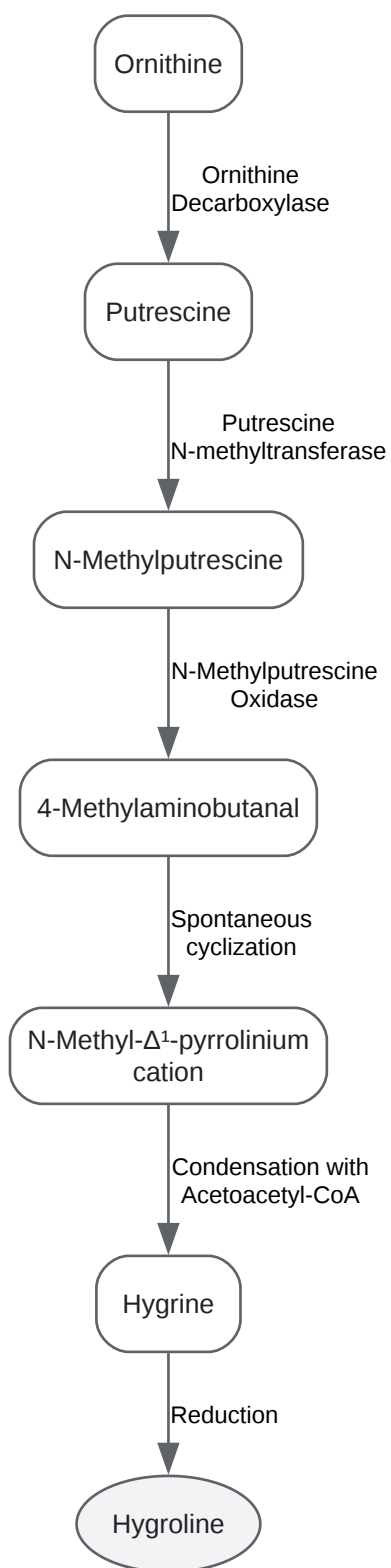 Ornithine
Ornithine
Decarboxylase
Putrescine
Putrescine
N-methyltransferase
N-Methylputrescine
N-Methylputrescine
Oxidase
4-Methylaminobutanal
Spontaneous
cyclization
N-Methyl-Δ¹-pyrrolinium
cation
Condensation with
Acetoacetyl-CoA
Hygrine
Reduction
Hygroline